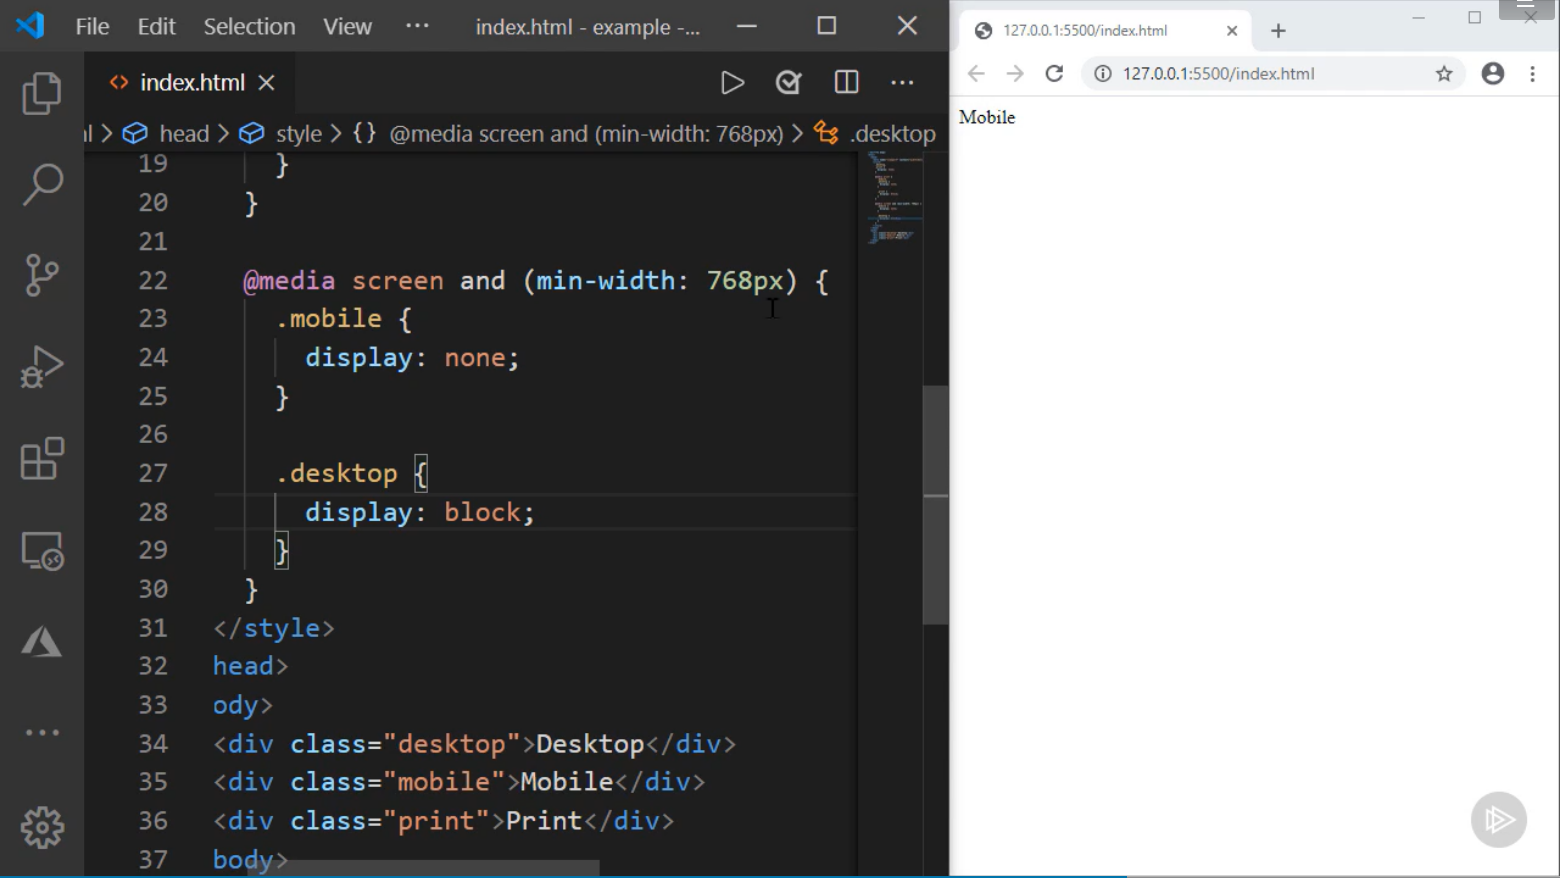 File Edit Selection View ··· index.html - example -...
index.html
nl > head > style > {} @media screen and (min-width: 768px) > .desktop
19 }
20 }
21
22 @media screen and (min-width: 768px) {
23 .mobile {
24 display: none;
25 }
26
27 .desktop {
28 display: block;
29 }
30 }
31 </style>
32 head>
33 ody>
34 <div class="desktop">Desktop</div>
35 <div class="mobile">Mobile</div>
36 <div class="print">Print</div>
37 body>
127.0.0.1:5500/index.html
127.0.0.1:5500/index.html
Mobile